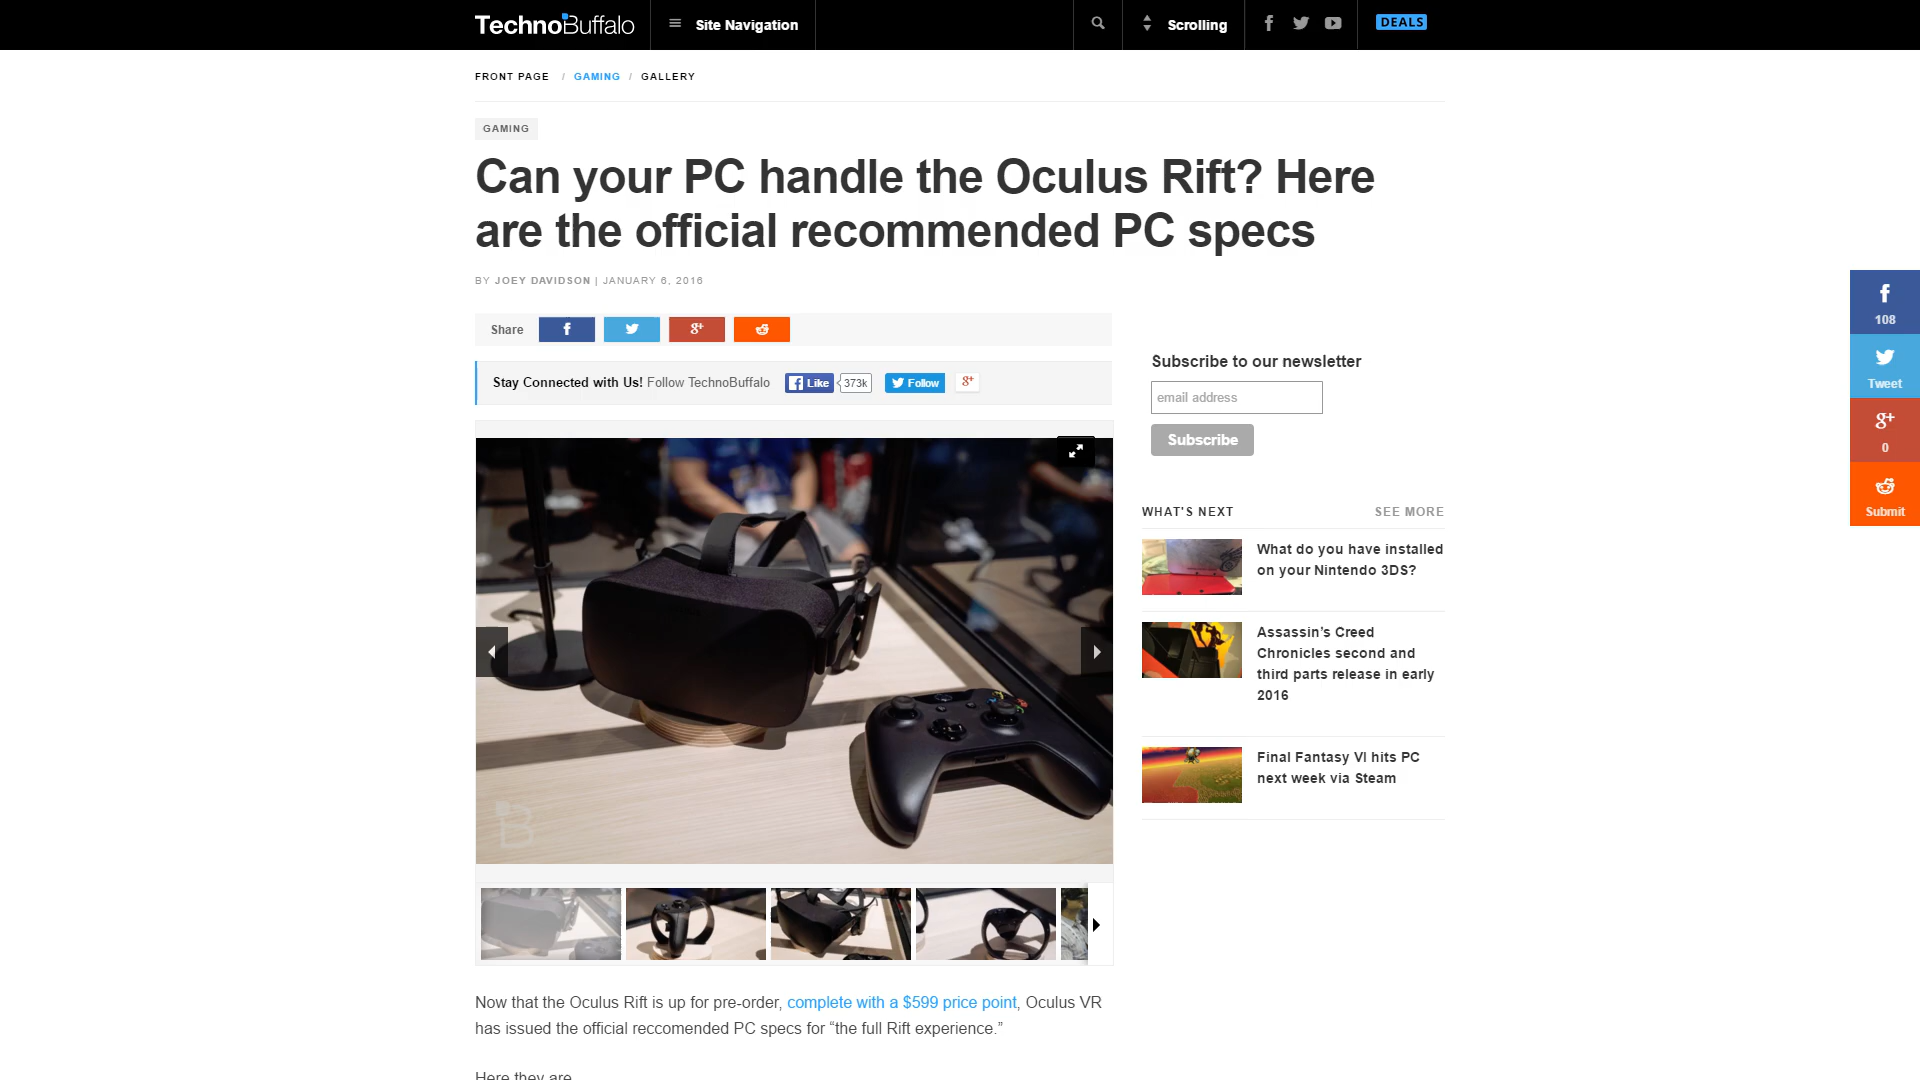 TechnoBuffalo
Site Navigation
Scrolling
DEALS
FRONT PAGE / GAMING / GALLERY
GAMING
Can your PC handle the Oculus Rift? Here
are the official recommended PC specs
BY JOEY DAVIDSON | JANUARY 6, 2016
Share
Stay Connected with Us! Follow TechnoBuffalo Like 373k Follow g+
Subscribe to our newsletter
email address
Subscribe
WHAT'S NEXT SEE MORE
What do you have installed
on your Nintendo 3DS?
Assassin’s Creed
Chronicles second and
third parts release in early
2016
Final Fantasy VI hits PC
next week via Steam
108
Tweet
g+
0
Submit
Now that the Oculus Rift is up for pre-order, complete with a $599 price point, Oculus VR
has issued the official reccomended PC specs for “the full Rift experience.”
Here they are